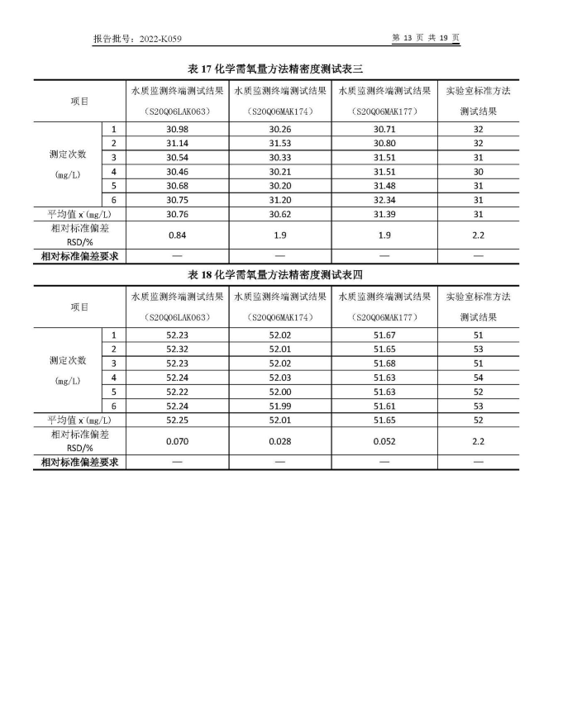 报告批号：2022-K059 第 13 页 共 19 页
表 17 化学需氧量方法精密度测试表三
项目 水质监测终端测试结果（S20Q06LAK063） 水质监测终端测试结果（S20Q06MAK174） 水质监测终端测试结果（S20Q06MAK177） 实验室标准方法测试结果
测定次数（mg/L）
1 30.98 30.26 30.71 32
2 31.14 31.53 30.80 32
3 30.54 30.33 31.51 31
4 30.46 30.21 31.51 30
5 30.68 30.20 31.48 31
6 30.75 31.20 32.34 31
平均值 x（mg/L） 30.76 30.62 31.39 31
相对标准偏差 RSD/% 0.84 1.9 1.9 2.2
相对标准偏差要求 — — — —
表 18 化学需氧量方法精密度测试表四
项目 水质监测终端测试结果（S20Q06LAK063） 水质监测终端测试结果（S20Q06MAK174） 水质监测终端测试结果（S20Q06MAK177） 实验室标准方法测试结果
测定次数（mg/L）
1 52.23 52.02 51.67 51
2 52.32 52.01 51.65 53
3 52.23 52.02 51.68 51
4 52.24 52.03 51.63 54
5 52.22 52.00 51.63 52
6 52.24 51.99 51.61 53
平均值 x（mg/L） 52.25 52.01 51.65 52
相对标准偏差 RSD/% 0.070 0.028 0.052 2.2
相对标准偏差要求 — — — —